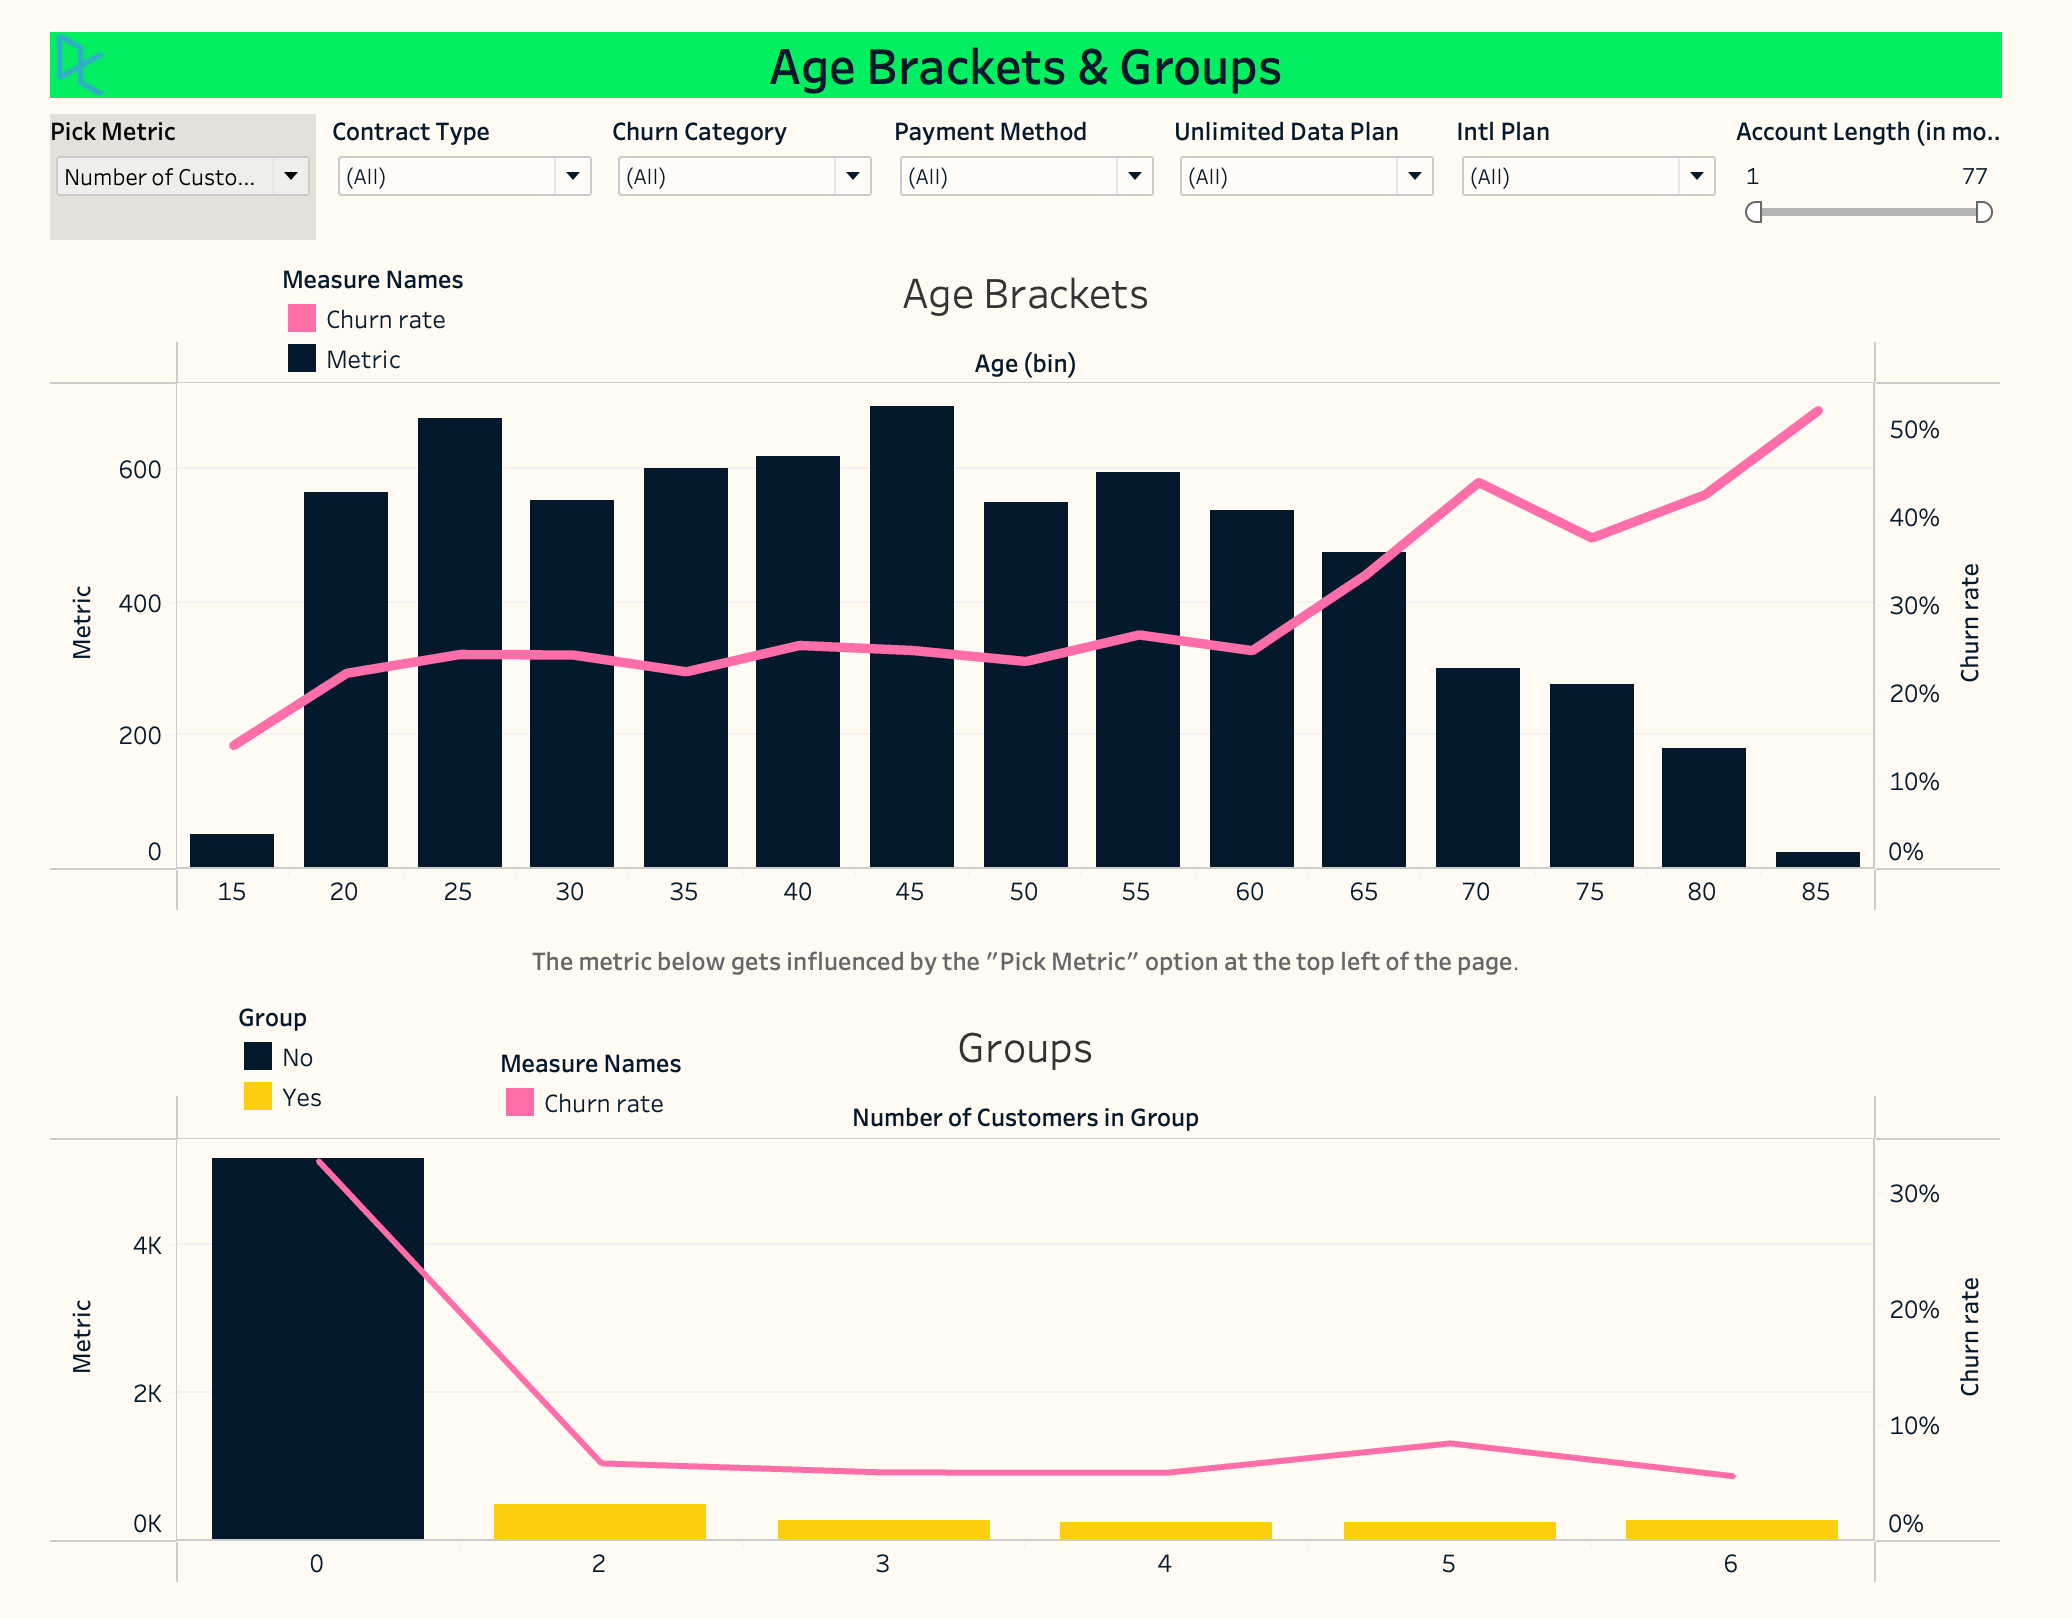 Age Brackets & Groups
Pick Metric
Contract Type
Churn Category
Payment Method
Unlimited Data Plan
Intl Plan
Account Length (in mo..
Number of Custo...
(All)
(All)
(All)
(All)
(All)
1
77
Measure Names
Churn rate
Metric
Age Brackets
Age (bin)
600
400
200
0
Metric
50%
40%
30%
20%
10%
0%
Churn rate
15 20 25 30 35 40 45 50 55 60 65 70 75 80 85
The metric below gets influenced by the "Pick Metric" option at the top left of the page.
Group
No
Yes
Measure Names
Churn rate
Groups
Number of Customers in Group
4K
2K
0K
Metric
30%
20%
10%
0%
Churn rate
0 2 3 4 5 6